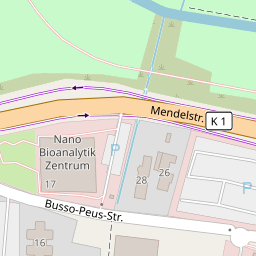 Mendelstr.
K 1
Nano
Bioanalytik
Zentrum
P
P
17
26
28
Busso-Peus-Str.
16